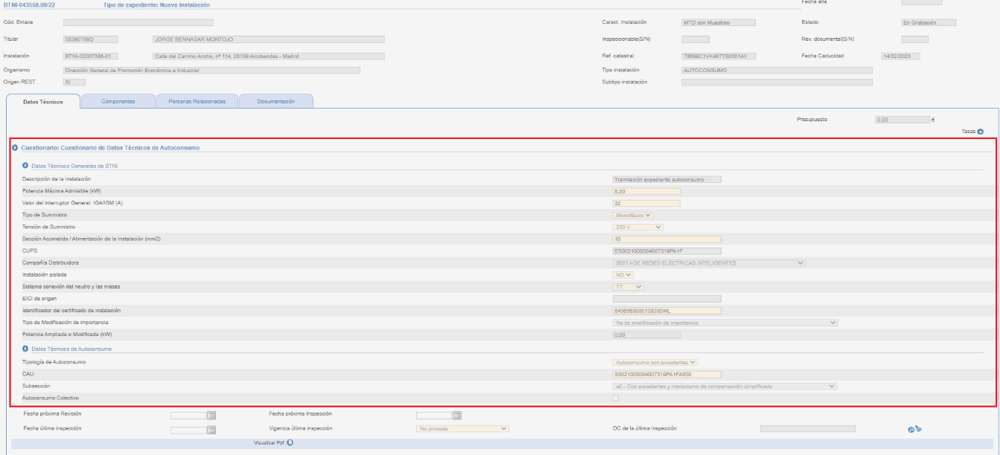 BTNI-043558.09/22 Tipo de expediente: Nueva Instalación Fecha alta
Cód. Enlace Caract. Instalación MTD con Muestreo Estado En Grabación
Titular 05390756Q JORGE BENNASAR MONTOJO Inspeccionable(S/N) Rev. documental(S/N)
Instalación BTNI-02007386-01 Calle del Camino Ancho, nº 114, 28109 Alcobendas - Madrid Ref. catastral 78699C1VK4877S0001AY Fecha Caducidad 14/02/2023
Organismo Dirección General de Promoción Económica e Industrial Tipo instalación AUTOCONSUMO
Origen REST Sí Subtipo instalación
Datos Técnicos Componentes Personas Relacionadas Documentación
Presupuesto 0,00 €
Tasas
Cuestionario: Cuestionario de Datos Técnicos de Autoconsumo
Datos Técnicos Generales de BTNI
Descripción de la Instalación Tramitación expediente autoconsumo
Potencia Máxima Admisible (kW) 6,00
Valor del Interruptor General: IGA/IGM (A) 32
Tipo de Suministro Monofásico
Tensión de Suministro 230 V
Sección Acometida / Alimentación de la Instalación (mm2) 10
CUPS ES0021000004007319PA1F
Compañía Distribuidora 0021 I-DE REDES ELÉCTRICAS INTELIGENTES
Instalación aislada NO
Sistema conexión del neutro y las masas TT
EICI de origen
Identificador del certificado de instalación 6486568080138300WL
Tipo de Modificación de importancia No es modificación de importancia
Potencia Ampliada o Modificada (kW) 0,00
Datos Técnicos de Autoconsumo
Tipología de Autoconsumo Autoconsumo con excedentes
CAU S0021000004007319PA1FA000
Subsección a0 - Con excedentes y mecanismo de compensación simplificado
Autoconsumo Colectivo
Fecha próxima Revisión Fecha próxima Inspección
Fecha última inspección Vigencia última inspección No procede OC de la última inspección
Visualizar Pdf